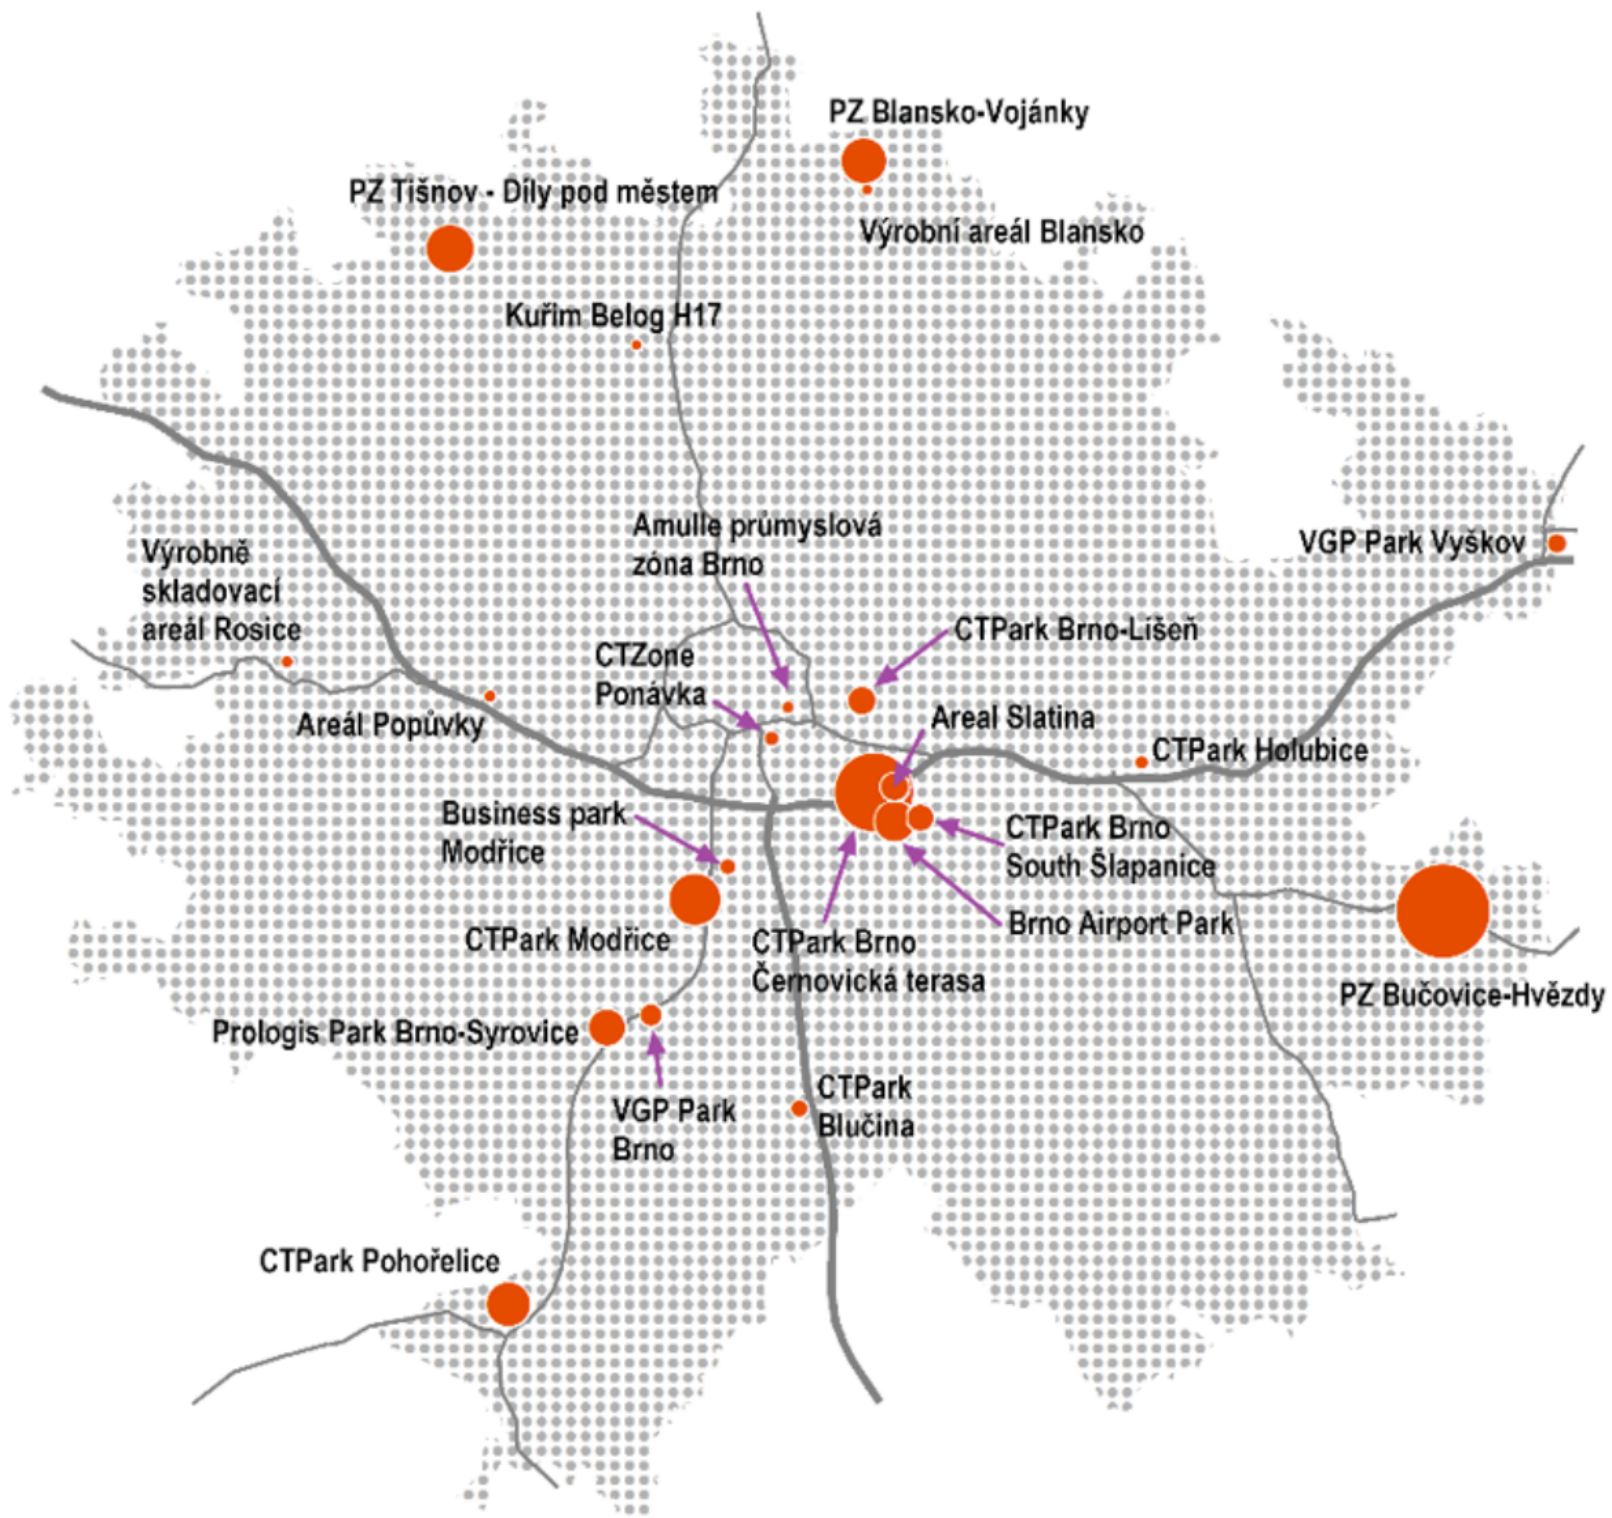 PZ Blansko-Vojánky
PZ Tišnov - Díly pod městem
Výrobní areál Blansko
Kuřim Belog H17
Amulle průmyslová
zóna Brno
VGP Park Vyškov
Výrobně
skladovací
areál Rosice
CTPark Brno-Líšeň
CTZone
Ponávka
Areál Popůvky
Areal Slatina
CTPark Holubice
Business park
Modřice
CTPark Brno
South Šlapanice
Brno Airport Park
CTPark Modřice
CTPark Brno
Černovická terasa
PZ Bučovice-Hvězdy
Prologis Park Brno-Syrovice
CTPark
Blučina
VGP Park
Brno
CTPark Pohořelice